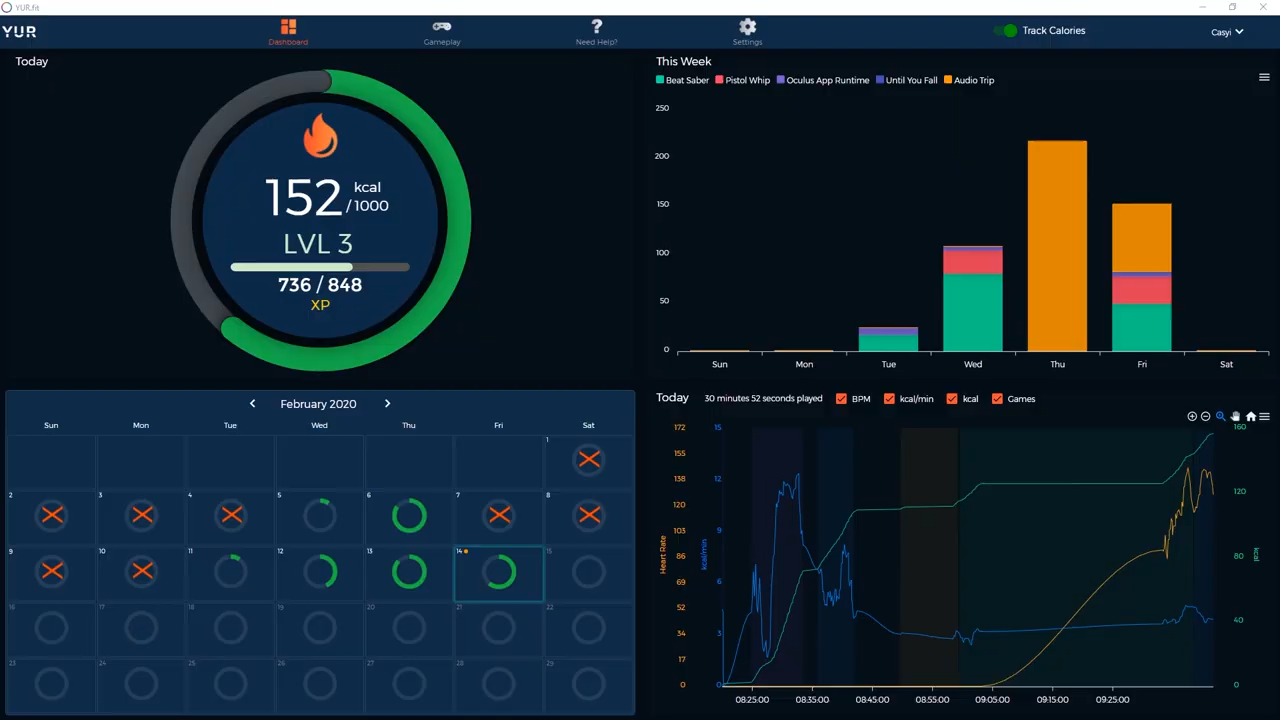 YUR.fit
YUR
Dashboard
Gameplay
Need Help?
Settings
Track Calories
Casyi
Today
152 kcal
/1000
LVL 3
736 / 848
XP
This Week
Beat Saber Pistol Whip Oculus App Runtime Until You Fall Audio Trip
250
200
150
100
50
0
Sun Mon Tue Wed Thu Fri Sat
February 2020
Sun Mon Tue Wed Thu Fri Sat
1
2 3 4 5 6 7 8
9 10 11 12 13 14 15
16 17 18 19 20 21 22
23 24 25 26 27 28 29
Today 30 minutes 52 seconds played BPM kcal/min kcal Games
Heart Rate
172
155
138
120
103
86
69
52
34
17
0
kcal/min
15
12
9
6
3
0
160
120
80
40
0
kcal
08:25:00 08:35:00 08:45:00 08:55:00 09:05:00 09:15:00 09:25:00